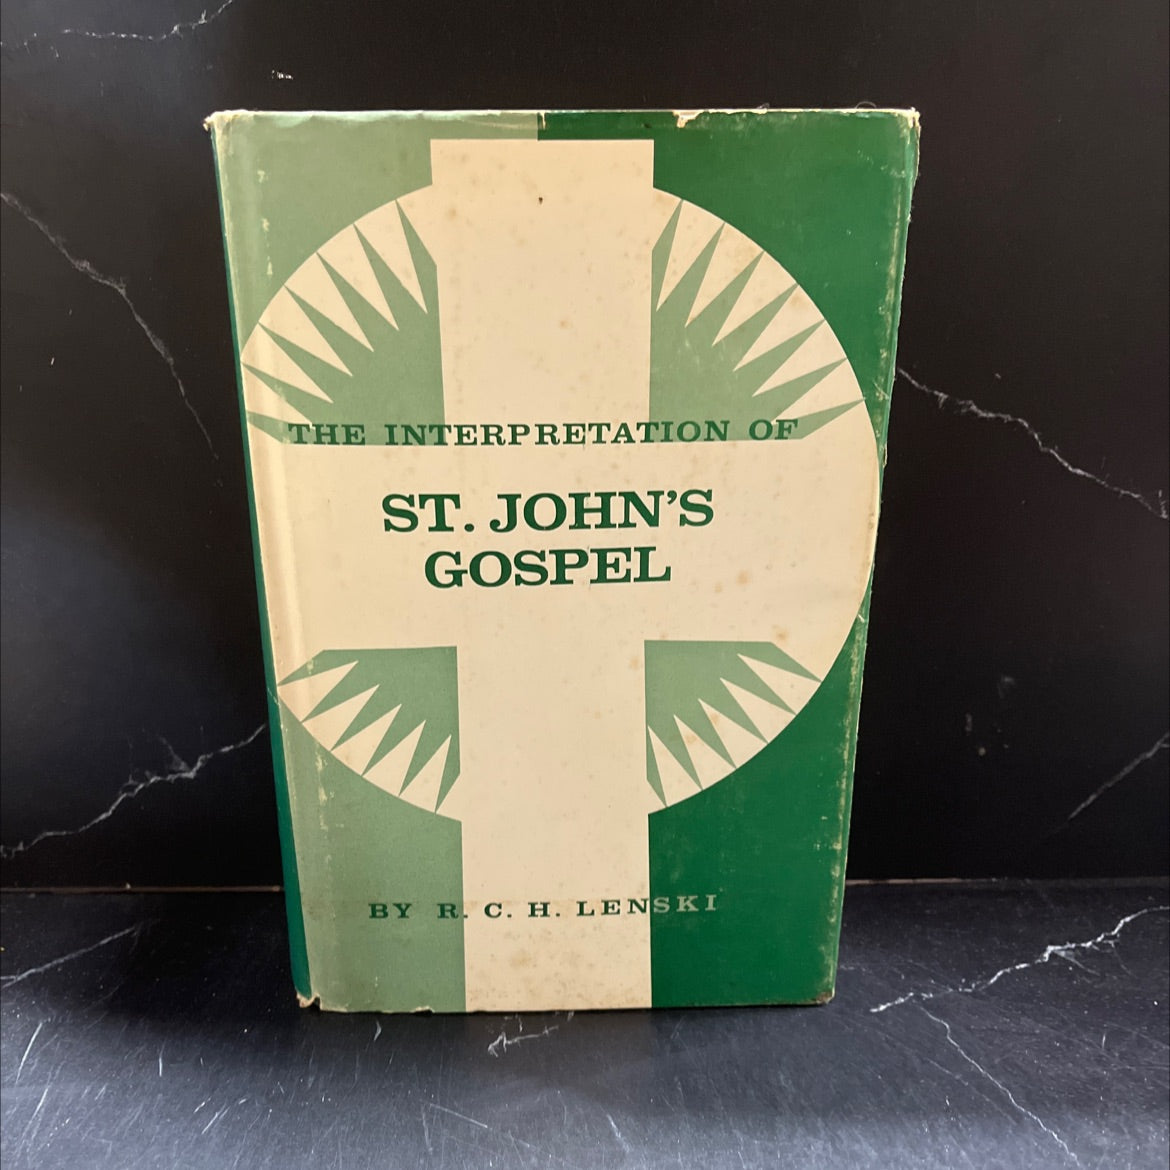 THE INTERPRETATION OF
ST. JOHN'S
GOSPEL
BY R. C. H. LENSKI